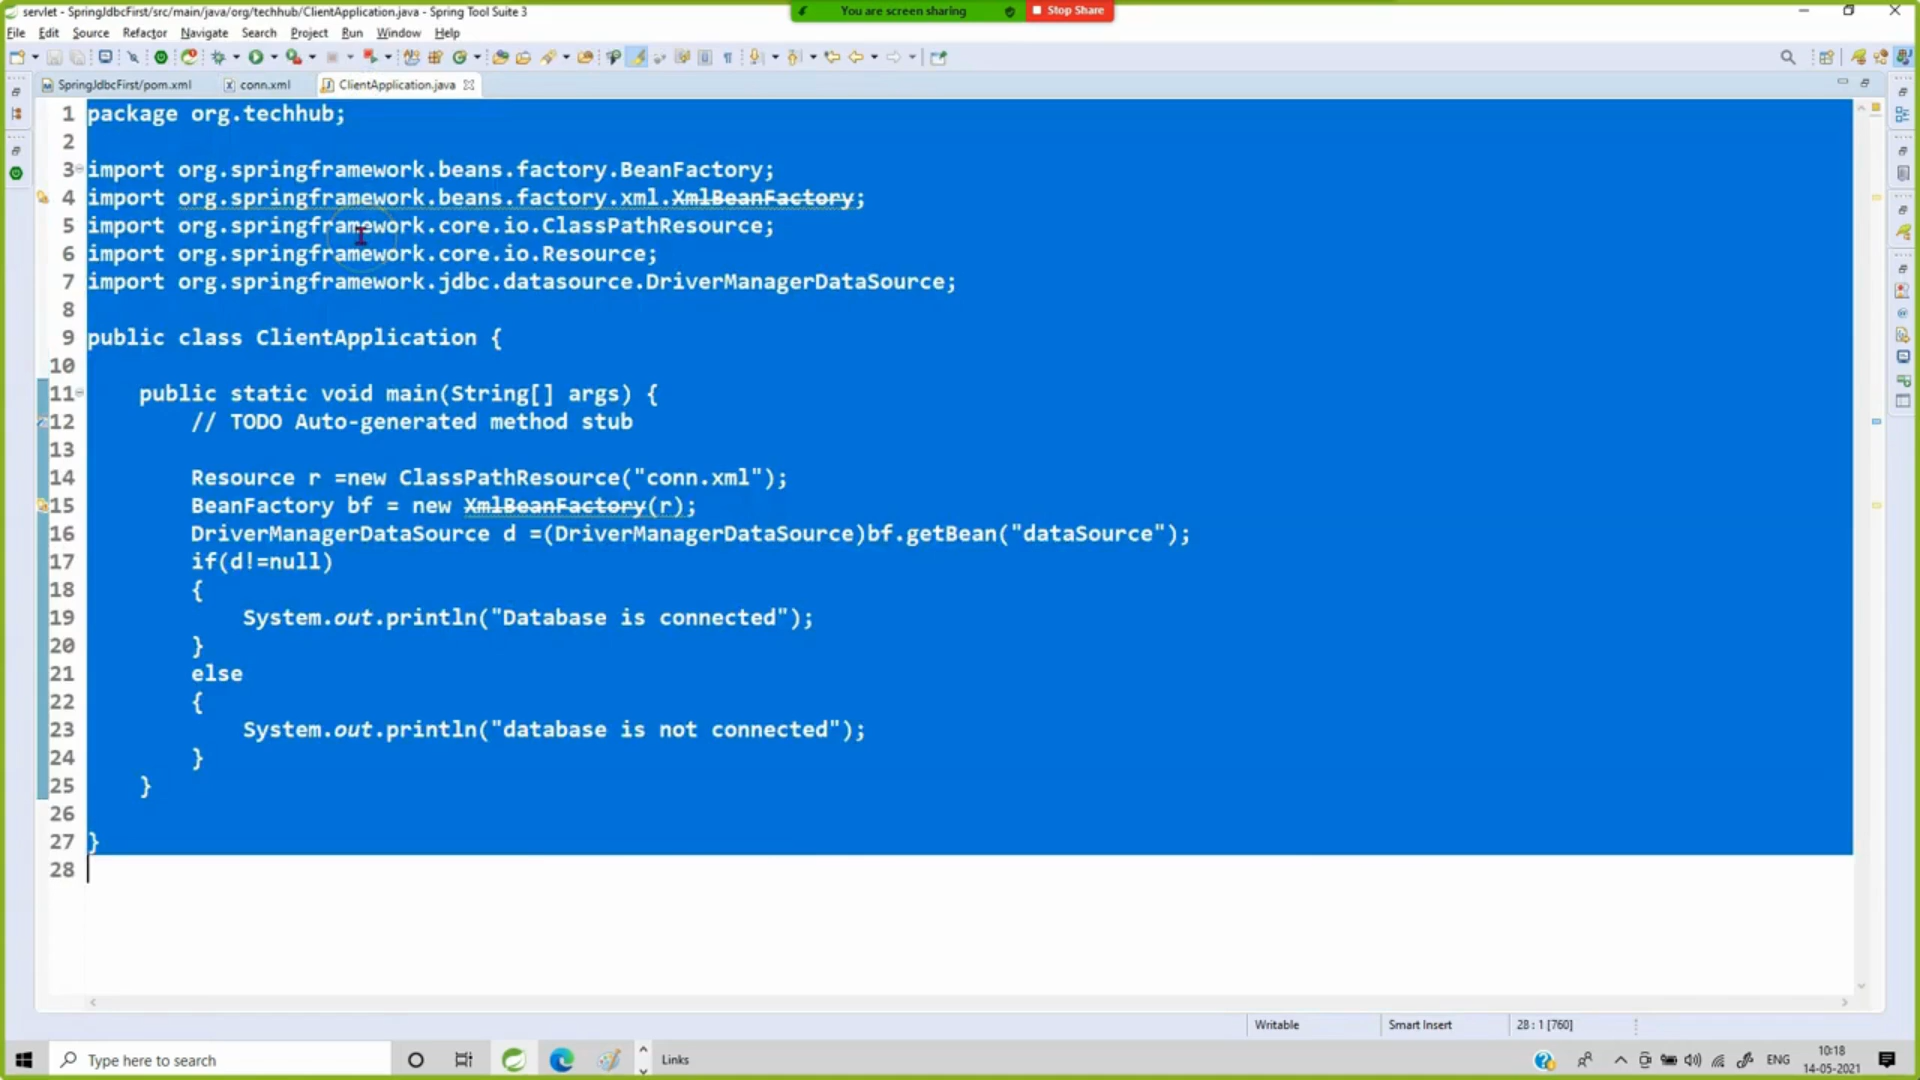 servlet - SpringJdbcFirst/src/main/java/org/techhub/ClientApplication.java - Spring Tool Suite 3
You are screen sharing
Stop Share
File Edit Source Refactor Navigate Search Project Run Window Help
SpringJdbcFirst/pom.xml conn.xml ClientApplication.java
1 package org.techhub;
2
3 import org.springframework.beans.factory.BeanFactory;
4 import org.springframework.beans.factory.xml.XmlBeanFactory;
5 import org.springframework.core.io.ClassPathResource;
6 import org.springframework.core.io.Resource;
7 import org.springframework.jdbc.datasource.DriverManagerDataSource;
8
9 public class ClientApplication {
10
11 public static void main(String[] args) {
12 // TODO Auto-generated method stub
13
14 Resource r =new ClassPathResource("conn.xml");
15 BeanFactory bf = new XmlBeanFactory(r);
16 DriverManagerDataSource d =(DriverManagerDataSource)bf.getBean("dataSource");
17 if(d!=null)
18 {
19 System.out.println("Database is connected");
20 }
21 else
22 {
23 System.out.println("database is not connected");
24 }
25 }
26
27 }
28
Writable Smart Insert 28 : 1 [760]
Type here to search
Links
ENG
10:18
14-05-2021